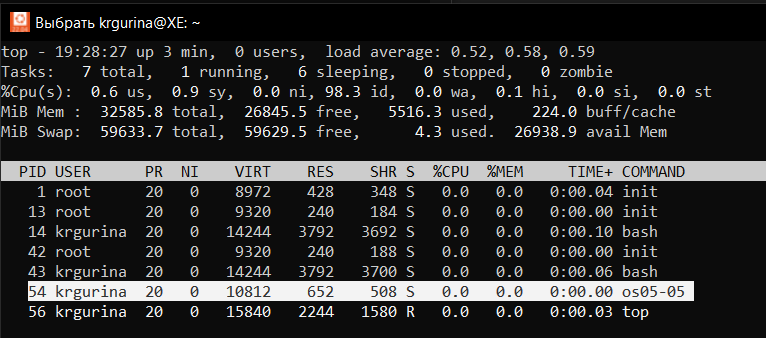 Выбрать krgurina@XE: ~
top - 19:28:27 up 3 min,  0 users,  load average: 0.52, 0.58, 0.59
Tasks:   7 total,   1 running,   6 sleeping,   0 stopped,   0 zombie
%Cpu(s):  0.6 us,  0.9 sy,  0.0 ni, 98.3 id,  0.0 wa,  0.1 hi,  0.0 si,  0.0 st
MiB Mem :  32585.8 total,  26845.5 free,   5516.3 used,    224.0 buff/cache
MiB Swap:  59633.7 total,  59629.5 free,      4.3 used.  26938.9 avail Mem
PID USER      PR  NI    VIRT    RES    SHR S  %CPU  %MEM     TIME+ COMMAND
1 root      20   0    8972    428    348 S   0.0   0.0   0:00.04 init
13 root      20   0    9320    240    184 S   0.0   0.0   0:00.00 init
14 krgurina  20   0   14244   3792   3692 S   0.0   0.0   0:00.10 bash
42 root      20   0    9320    240    188 S   0.0   0.0   0:00.00 init
43 krgurina  20   0   14244   3792   3700 S   0.0   0.0   0:00.06 bash
54 krgurina  20   0   10812    652    508 S   0.0   0.0   0:00.00 os05-05
56 krgurina  20   0   15840   2244   1580 R   0.0   0.0   0:00.03 top